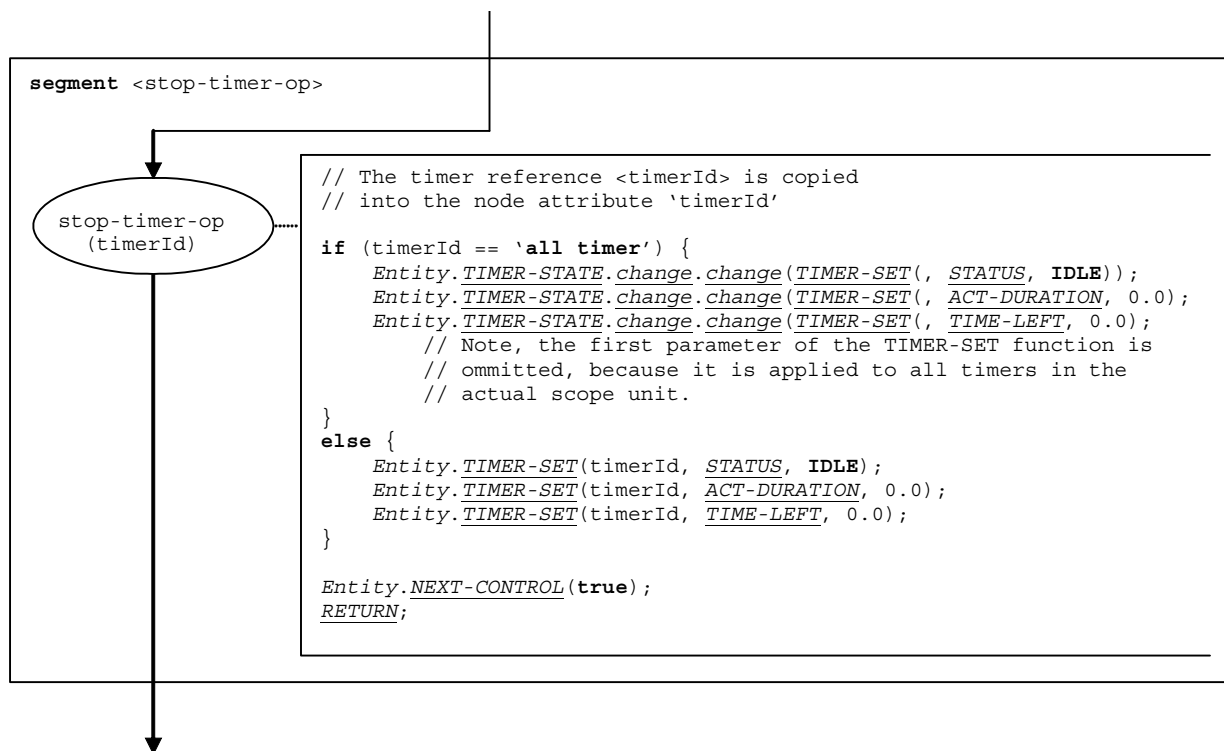 segment <stop-timer-op>
stop-timer-op
(timerId)
// The timer reference <timerId> is copied
// into the node attribute ‘timerId’
if (timerId == ‘all timer’) {
Entity.TIMER-STATE.change.change(TIMER-SET(, STATUS, IDLE));
Entity.TIMER-STATE.change.change(TIMER-SET(, ACT-DURATION, 0.0);
Entity.TIMER-STATE.change.change(TIMER-SET(, TIME-LEFT, 0.0);
// Note, the first parameter of the TIMER-SET function is
// ommitted, because it is applied to all timers in the
// actual scope unit.
}
else {
Entity.TIMER-SET(timerId, STATUS, IDLE);
Entity.TIMER-SET(timerId, ACT-DURATION, 0.0);
Entity.TIMER-SET(timerId, TIME-LEFT, 0.0);
}
Entity.NEXT-CONTROL(true);
RETURN;